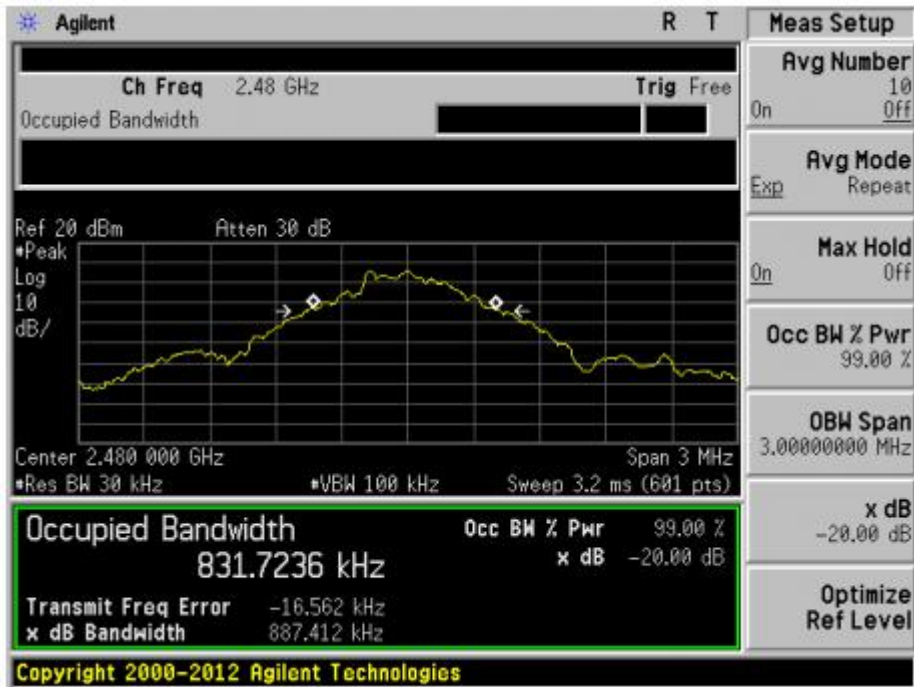 Agilent R T
Ch Freq 2.48 GHz Trig Free
Occupied Bandwidth
Ref 20 dBm Atten 30 dB
*Peak
Log
10
dB/
Center 2.480 000 GHz Span 3 MHz
*Res BW 30 kHz *VBW 100 kHz Sweep 3.2 ms (601 pts)
Occupied Bandwidth Occ BW % Pwr 99.00 %
831.7236 kHz x dB -20.00 dB
Transmit Freq Error -16.562 kHz
x dB Bandwidth 887.412 kHz
Copyright 2000-2012 Agilent Technologies
Meas Setup
Avg Number
10
On Off
Avg Mode
Exp Repeat
Max Hold
On Off
Occ BW % Pwr
99.00 %
OBW Span
3.00000000 MHz
x dB
-20.00 dB
Optimize
Ref Level